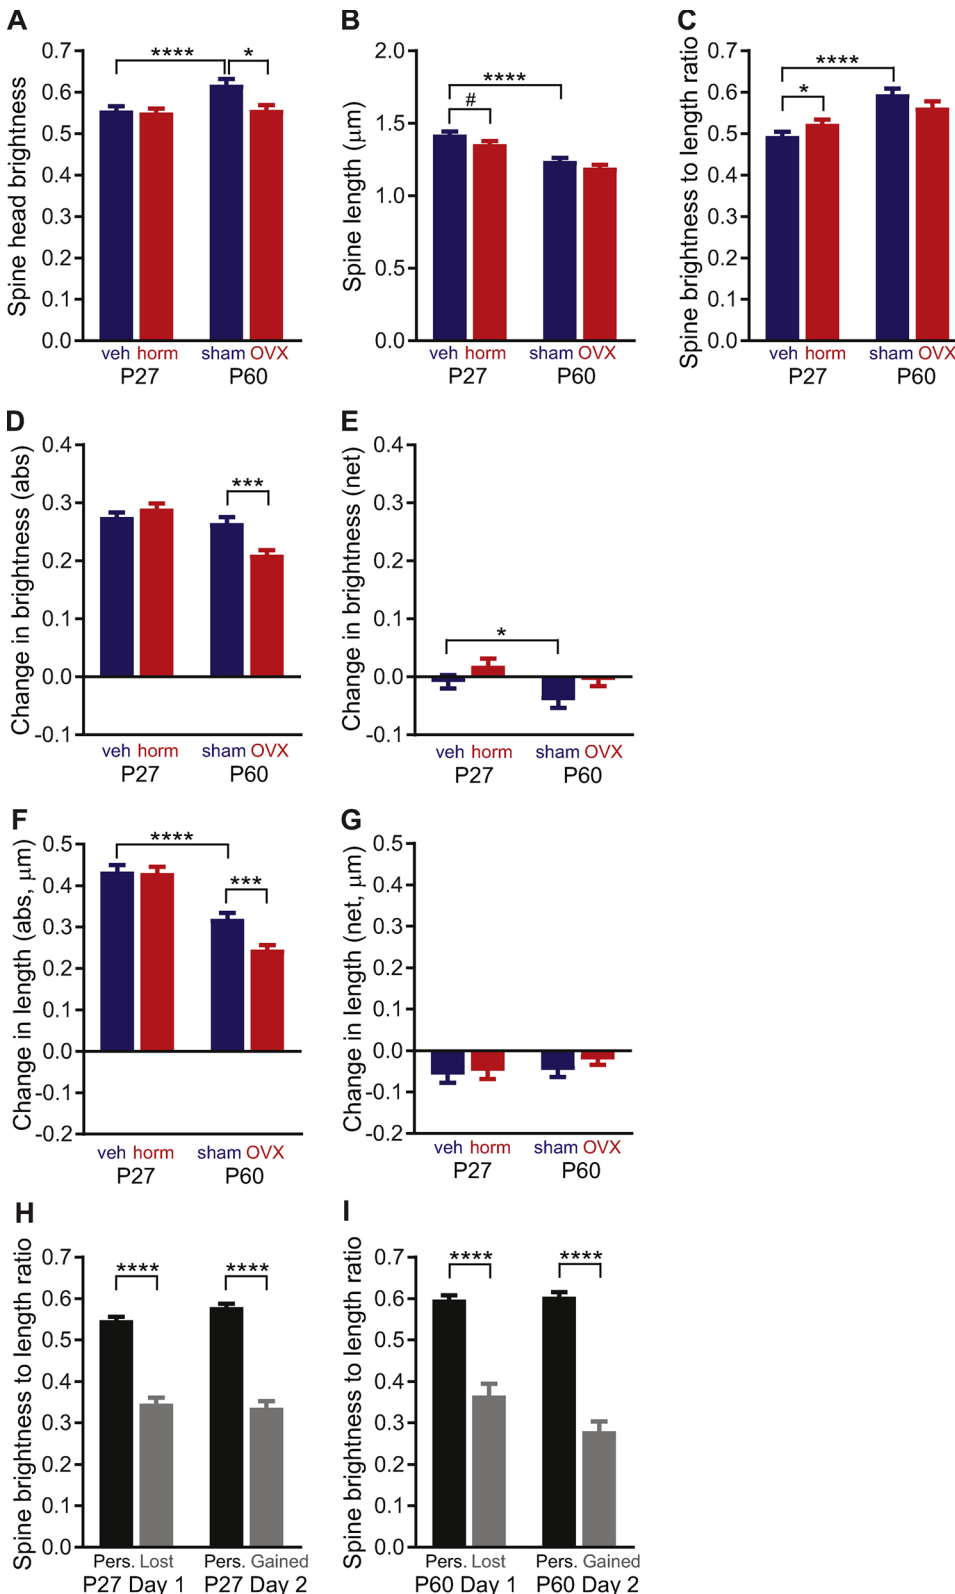 A
Spine head brightness
0.7
0.6
0.5
0.4
0.3
0.2
0.1
0.0
****
*
veh horm sham OVX
P27 P60
B
Spine length (μm)
2.0
1.5
1.0
0.5
0.0
****
#
veh horm sham OVX
P27 P60
C
Spine brightness to length ratio
0.7
0.6
0.5
0.4
0.3
0.2
0.1
0.0
****
*
veh horm sham OVX
P27 P60
D
Change in brightness (abs)
0.4
0.3
0.2
0.1
0.0
-0.1
***
veh horm sham OVX
P27 P60
E
Change in brightness (net)
0.4
0.3
0.2
0.1
0.0
-0.1
*
veh horm sham OVX
P27 P60
F
Change in length (abs, μm)
0.5
0.4
0.3
0.2
0.1
0.0
-0.1
-0.2
****
***
veh horm sham OVX
P27 P60
G
Change in length (net, μm)
0.5
0.4
0.3
0.2
0.1
0.0
-0.1
-0.2
veh horm sham OVX
P27 P60
H
Spine brightness to length ratio
0.7
0.6
0.5
0.4
0.3
0.2
0.1
0.0
**** ****
Pers. Lost Pers. Gained
P27 Day 1 P27 Day 2
I
Spine brightness to length ratio
0.7
0.6
0.5
0.4
0.3
0.2
0.1
0.0
**** ****
Pers. Lost Pers. Gained
P60 Day 1 P60 Day 2